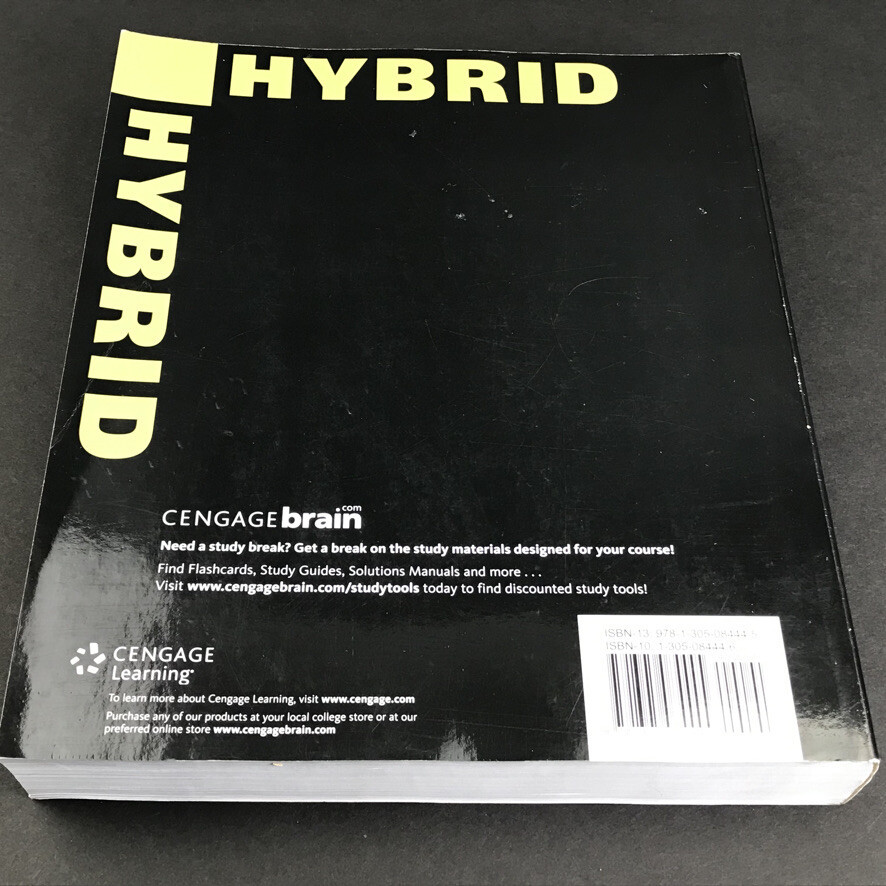 HYBRID
HYBRID
CENGAGEbrain.com
Need a study break? Get a break on the study materials designed for your course!
Find Flashcards, Study Guides, Solutions Manuals and more . . .
Visit www.cengagebrain.com/studytools today to find discounted study tools!
CENGAGE
Learning™
To learn more about Cengage Learning, visit www.cengage.com
Purchase any of our products at your local college store or at our
preferred online store www.cengagebrain.com
ISBN-13: 978-1-305-08444-5
ISBN-10: 1-305-08444-6